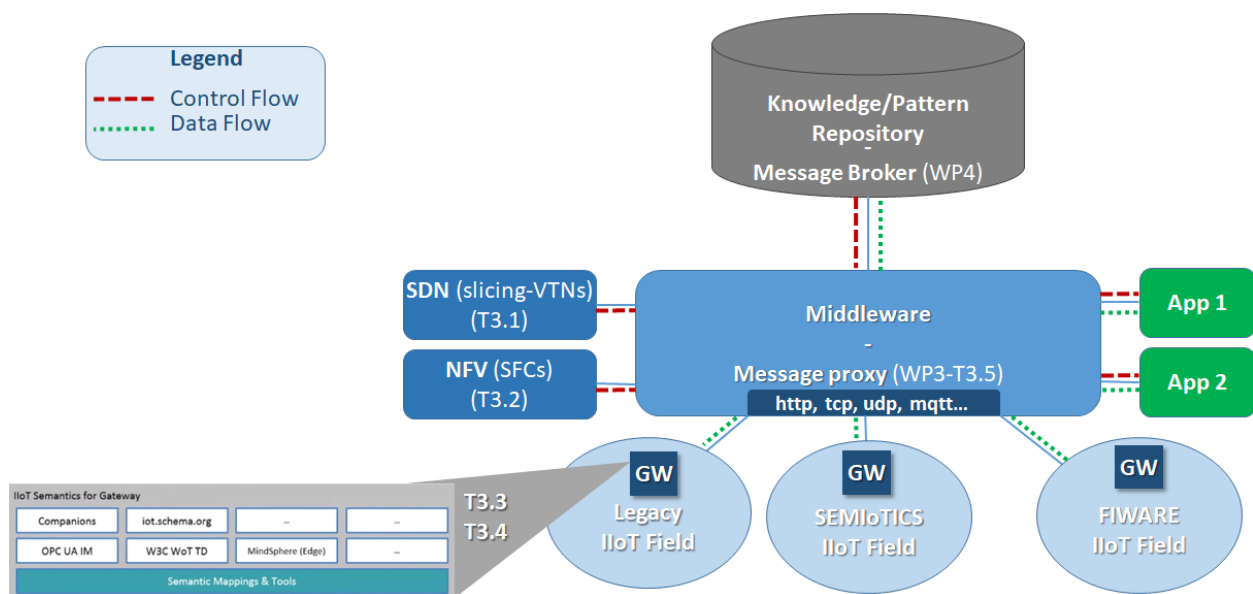 Legend
Control Flow
Data Flow
Knowledge/Pattern
Repository
-
Message Broker (WP4)
SDN (slicing-VTNs)
(T3.1)
NFV (SFCs)
(T3.2)
Middleware
-
Message proxy (WP3-T3.5)
http, tcp, udp, mqtt...
App 1
App 2
GW
Legacy
IIoT Field
GW
SEMIoTICS
IIoT Field
GW
FIWARE
IIoT Field
T3.3
T3.4
IIoT Semantics for Gateway
Companions
iot.schema.org
...
...
OPC UA IM
W3C WoT TD
MindSphere (Edge)
...
Semantic Mappings & Tools